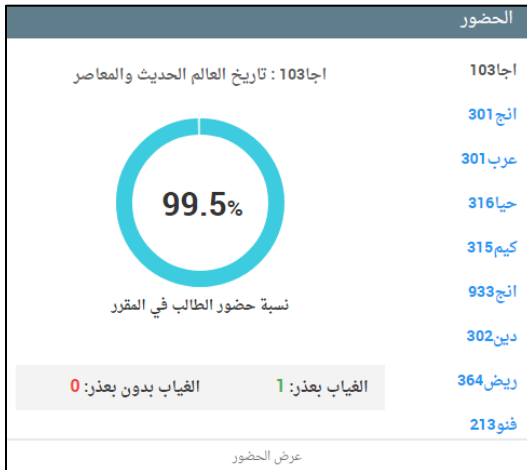 الحضور
اجا103
انج301
عرب301
حيا316
كيم315
انج933
دين302
ريض364
فنو213
اجا103 : تاريخ العالم الحديث والمعاصر
99.5%
نسبة حضور الطالب في المقرر
الغياب بعذر: 1
الغياب بدون بعذر: 0
عرض الحضور